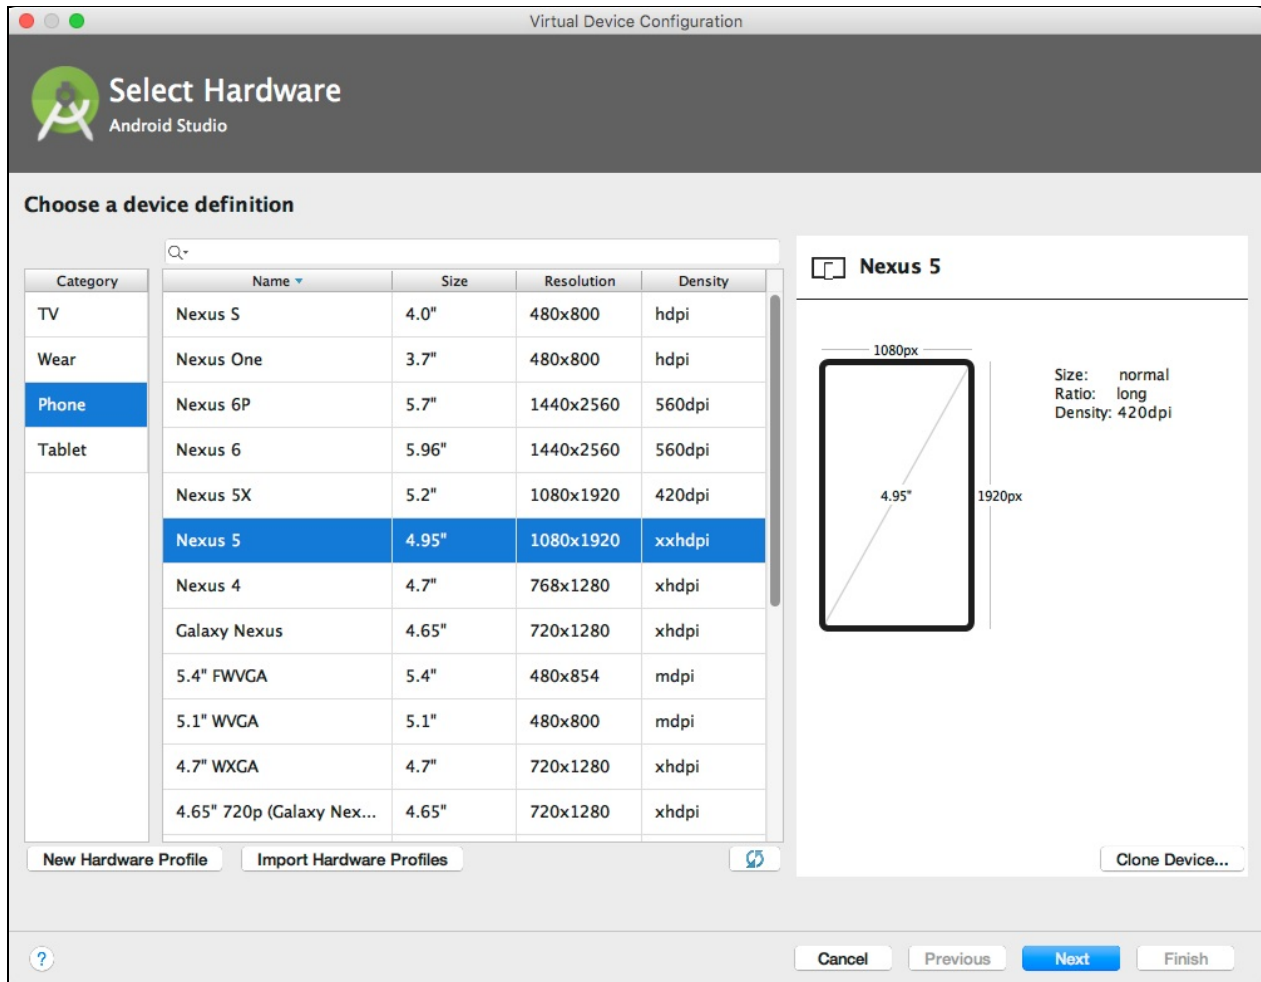 Virtual Device Configuration
Select Hardware
Android Studio
Choose a device definition
Category
TV
Wear
Phone
Tablet
Name Size Resolution Density
Nexus S 4.0" 480x800 hdpi
Nexus One 3.7" 480x800 hdpi
Nexus 6P 5.7" 1440x2560 560dpi
Nexus 6 5.96" 1440x2560 560dpi
Nexus 5X 5.2" 1080x1920 420dpi
Nexus 5 4.95" 1080x1920 xxhdpi
Nexus 4 4.7" 768x1280 xhdpi
Galaxy Nexus 4.65" 720x1280 xhdpi
5.4" FWVGA 5.4" 480x854 mdpi
5.1" WVGA 5.1" 480x800 mdpi
4.7" WXGA 4.7" 720x1280 xhdpi
4.65" 720p (Galaxy Nex... 4.65" 720x1280 xhdpi
New Hardware Profile Import Hardware Profiles
Nexus 5
1080px
4.95"
1920px
Size: normal
Ratio: long
Density: 420dpi
Clone Device...
? Cancel Previous Next Finish